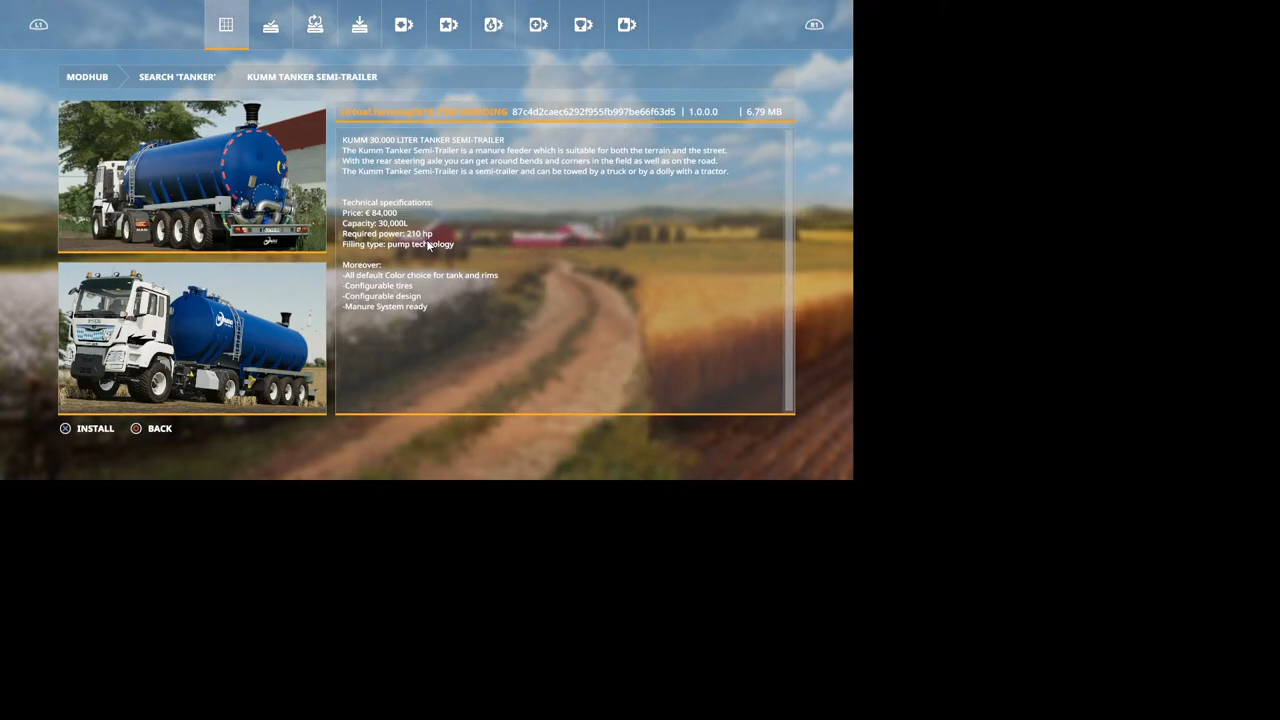 L1
R1
MODHUB
SEARCH 'TANKER'
KUMM TANKER SEMI-TRAILER
87c4d2caec6292f955fb997be66f63d5 | 1.0.0.0 | 6.79 MB
KUMM 30.000 LITER TANKER SEMI-TRAILER
The Kumm Tanker Semi-Trailer is a manure feeder which is suitable for both the terrain and the street.
With the rear steering axle you can get around bends and corners in the field as well as on the road.
The Kumm Tanker Semi-Trailer is a semi-trailer and can be towed by a truck or by a dolly with a tractor.
Technical specifications:
Price: € 84,000
Capacity: 30,000L
Required power: 210 hp
Filling type: pump technology
Moreover:
-All default Color choice for tank and rims
-Configurable tires
-Configurable design
-Manure System ready
INSTALL
BACK